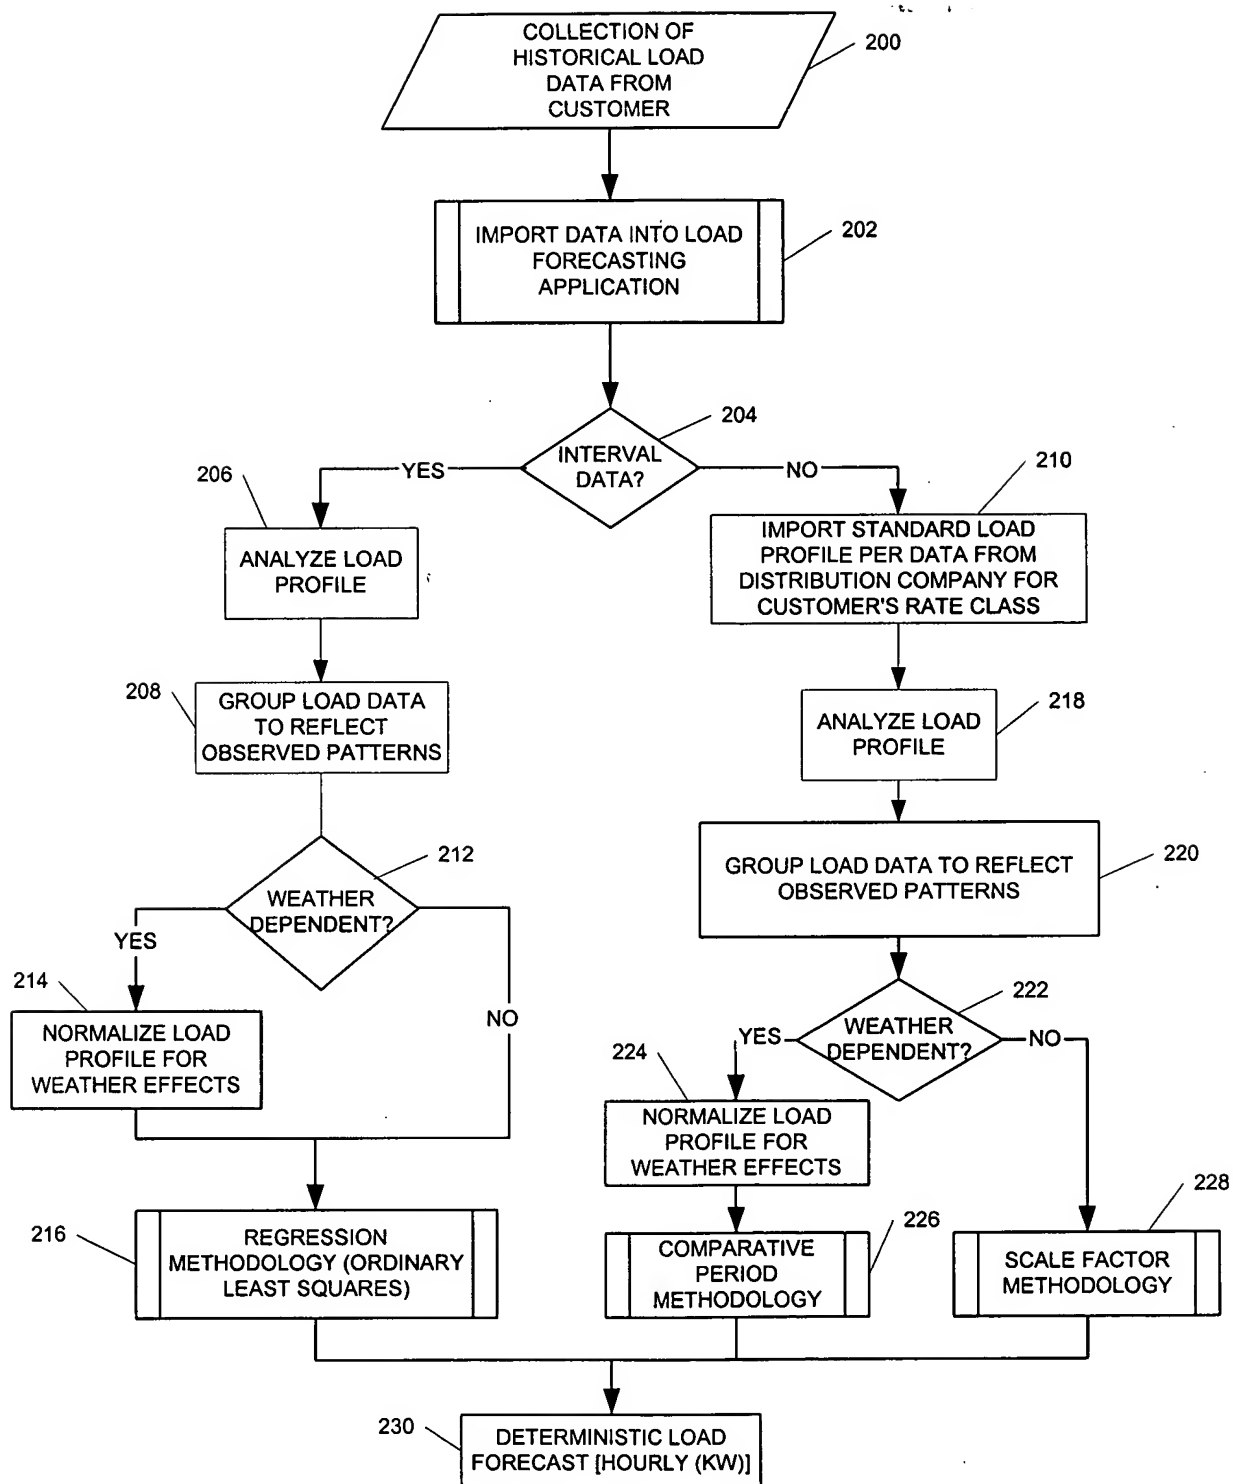 COLLECTION OF
HISTORICAL LOAD
DATA FROM
CUSTOMER
200
IMPORT DATA INTO LOAD
FORECASTING
APPLICATION
202
INTERVAL
DATA?
204
YES
NO
206
ANALYZE LOAD
PROFILE
210
IMPORT STANDARD LOAD
PROFILE PER DATA FROM
DISTRIBUTION COMPANY FOR
CUSTOMER'S RATE CLASS
208
GROUP LOAD DATA
TO REFLECT
OBSERVED PATTERNS
218
ANALYZE LOAD
PROFILE
212
WEATHER
DEPENDENT?
YES
NO
220
GROUP LOAD DATA TO REFLECT
OBSERVED PATTERNS
214
NORMALIZE LOAD
PROFILE FOR
WEATHER EFFECTS
222
WEATHER
DEPENDENT?
YES
NO
224
NORMALIZE LOAD
PROFILE FOR
WEATHER EFFECTS
216
REGRESSION
METHODOLOGY (ORDINARY
LEAST SQUARES)
226
COMPARATIVE
PERIOD
METHODOLOGY
228
SCALE FACTOR
METHODOLOGY
230
DETERMINISTIC LOAD
FORECAST [HOURLY (KW)]